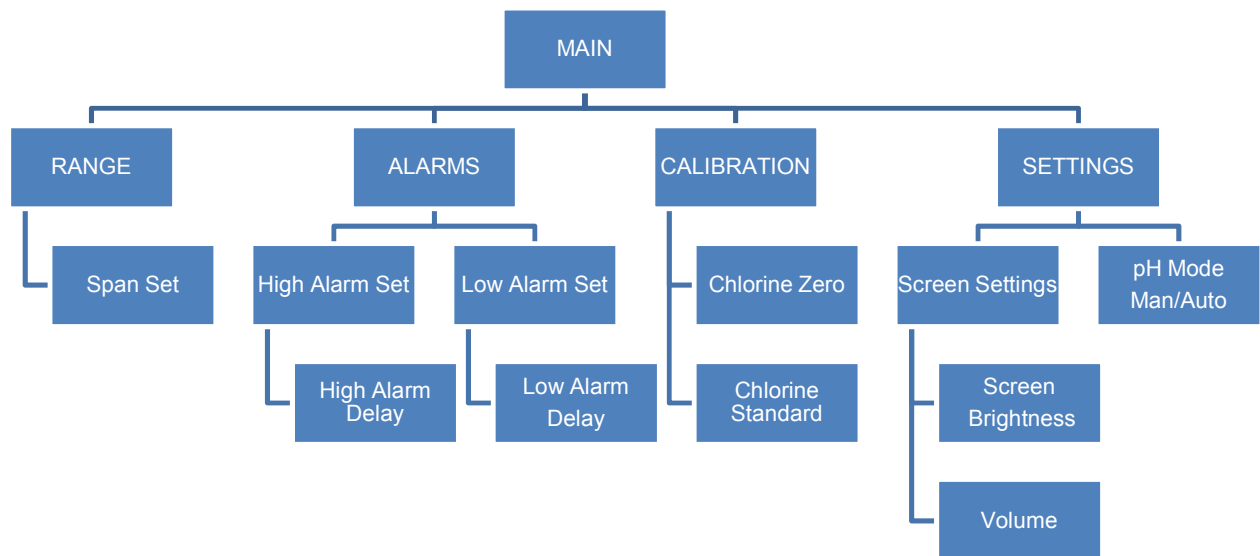 MAIN
RANGE
ALARMS
CALIBRATION
SETTINGS
Span Set
High Alarm Set
Low Alarm Set
Chlorine Zero
Screen Settings
pH Mode
Man/Auto
High Alarm
Delay
Low Alarm
Delay
Chlorine
Standard
Screen
Brightness
Volume